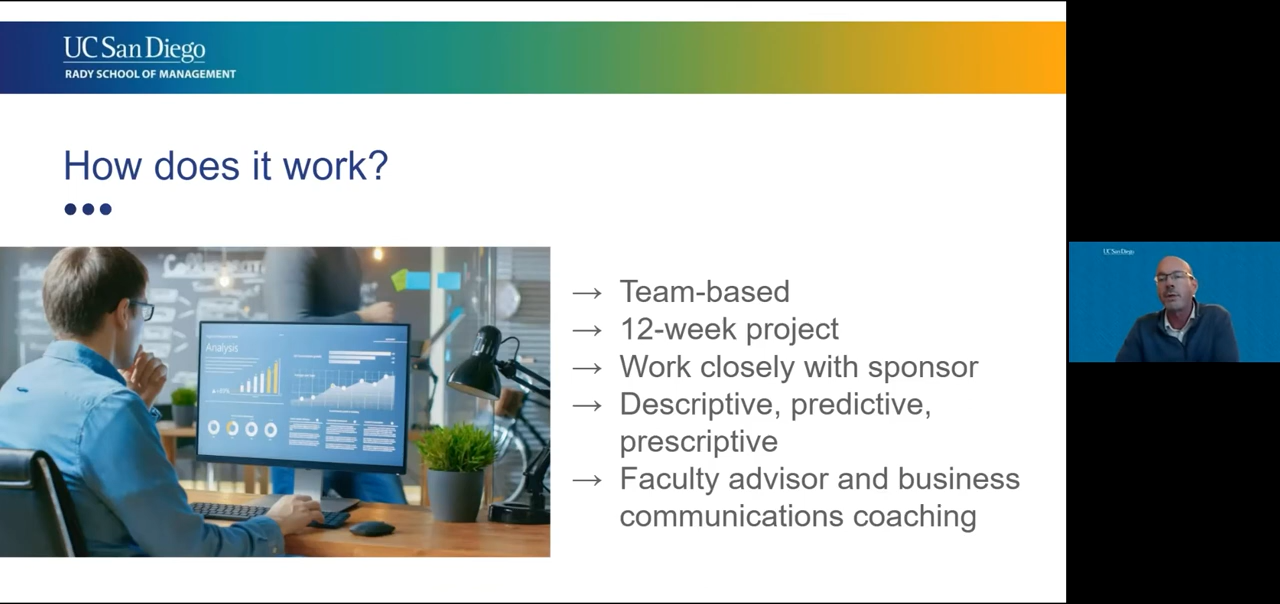 UC San Diego
RADY SCHOOL OF MANAGEMENT
How does it work?
Analysis
→ Team-based
→ 12-week project
→ Work closely with sponsor
→ Descriptive, predictive,
prescriptive
→ Faculty advisor and business
communications coaching
UC San Diego